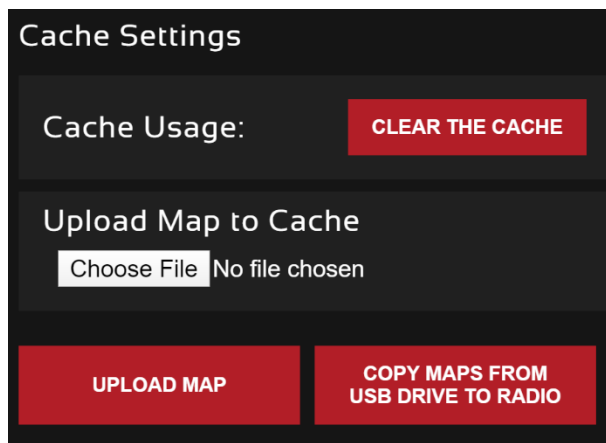 Cache Settings
Cache Usage:
CLEAR THE CACHE
Upload Map to Cache
Choose File No file chosen
UPLOAD MAP
COPY MAPS FROM
USB DRIVE TO RADIO